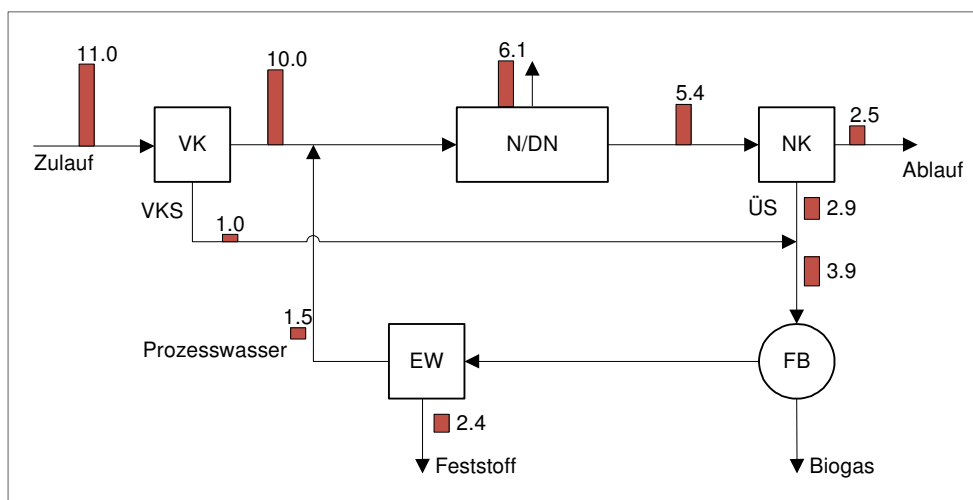 11.0
10.0
6.1
5.4
2.5
VK
N/DN
NK
Zulauf
Ablauf
VKS
ÜS
2.9
1.0
3.9
1.5
Prozesswasser
EW
FB
2.4
Feststoff
Biogas